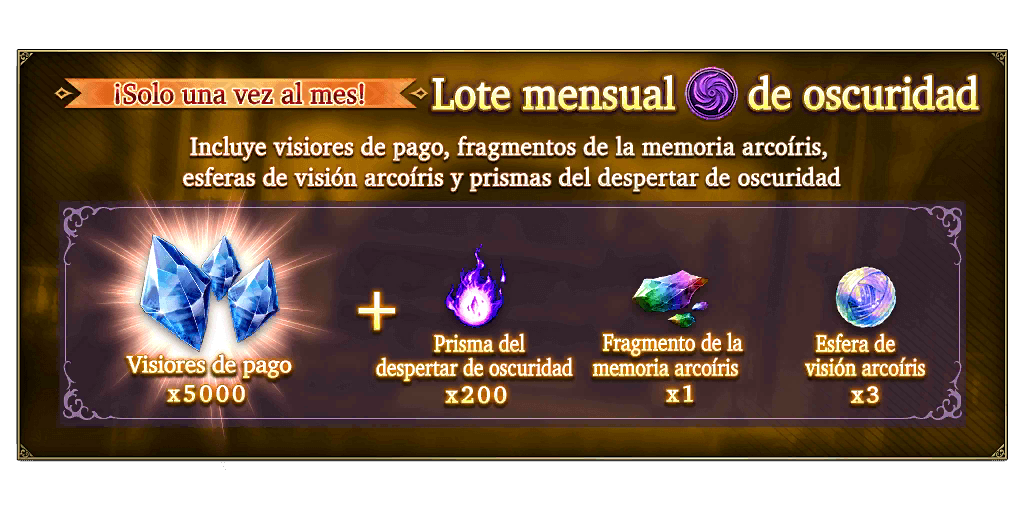 ¡Solo una vez al mes!
Lote mensual de oscuridad
Incluye visiores de pago, fragmentos de la memoria arcoíris,
esferas de visión arcoíris y prismas del despertar de oscuridad
Visiores de pago
x5000
+
Prisma del
despertar de oscuridad
x200
Fragmento de la
memoria arcoíris
x1
Esfera de
visión arcoíris
x3